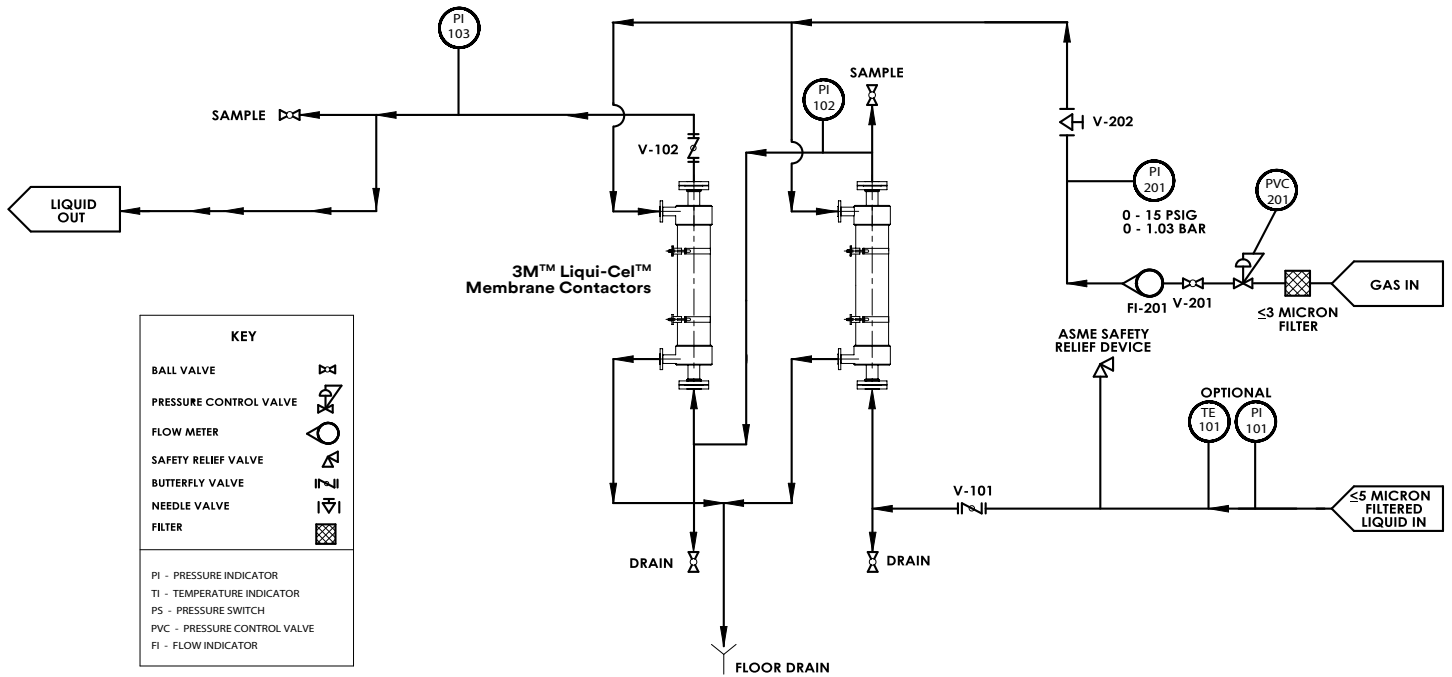 PI
103
SAMPLE
V-102
LIQUID
OUT
3M™ Liqui-Cel™
Membrane Contactors
PI
102
SAMPLE
V-202
PI
201
0 - 15 PSIG
0 - 1.03 BAR
PVC
201
FI-201
V-201
≤3 MICRON
FILTER
GAS IN
ASME SAFETY
RELIEF DEVICE
OPTIONAL
TE
101
PI
101
V-101
≤5 MICRON
FILTERED
LIQUID IN
DRAIN
DRAIN
FLOOR DRAIN
KEY
BALL VALVE
PRESSURE CONTROL VALVE
FLOW METER
SAFETY RELIEF VALVE
BUTTERFLY VALVE
NEEDLE VALVE
FILTER
PI - PRESSURE INDICATOR
TI - TEMPERATURE INDICATOR
PS - PRESSURE SWITCH
PVC - PRESSURE CONTROL VALVE
FI - FLOW INDICATOR